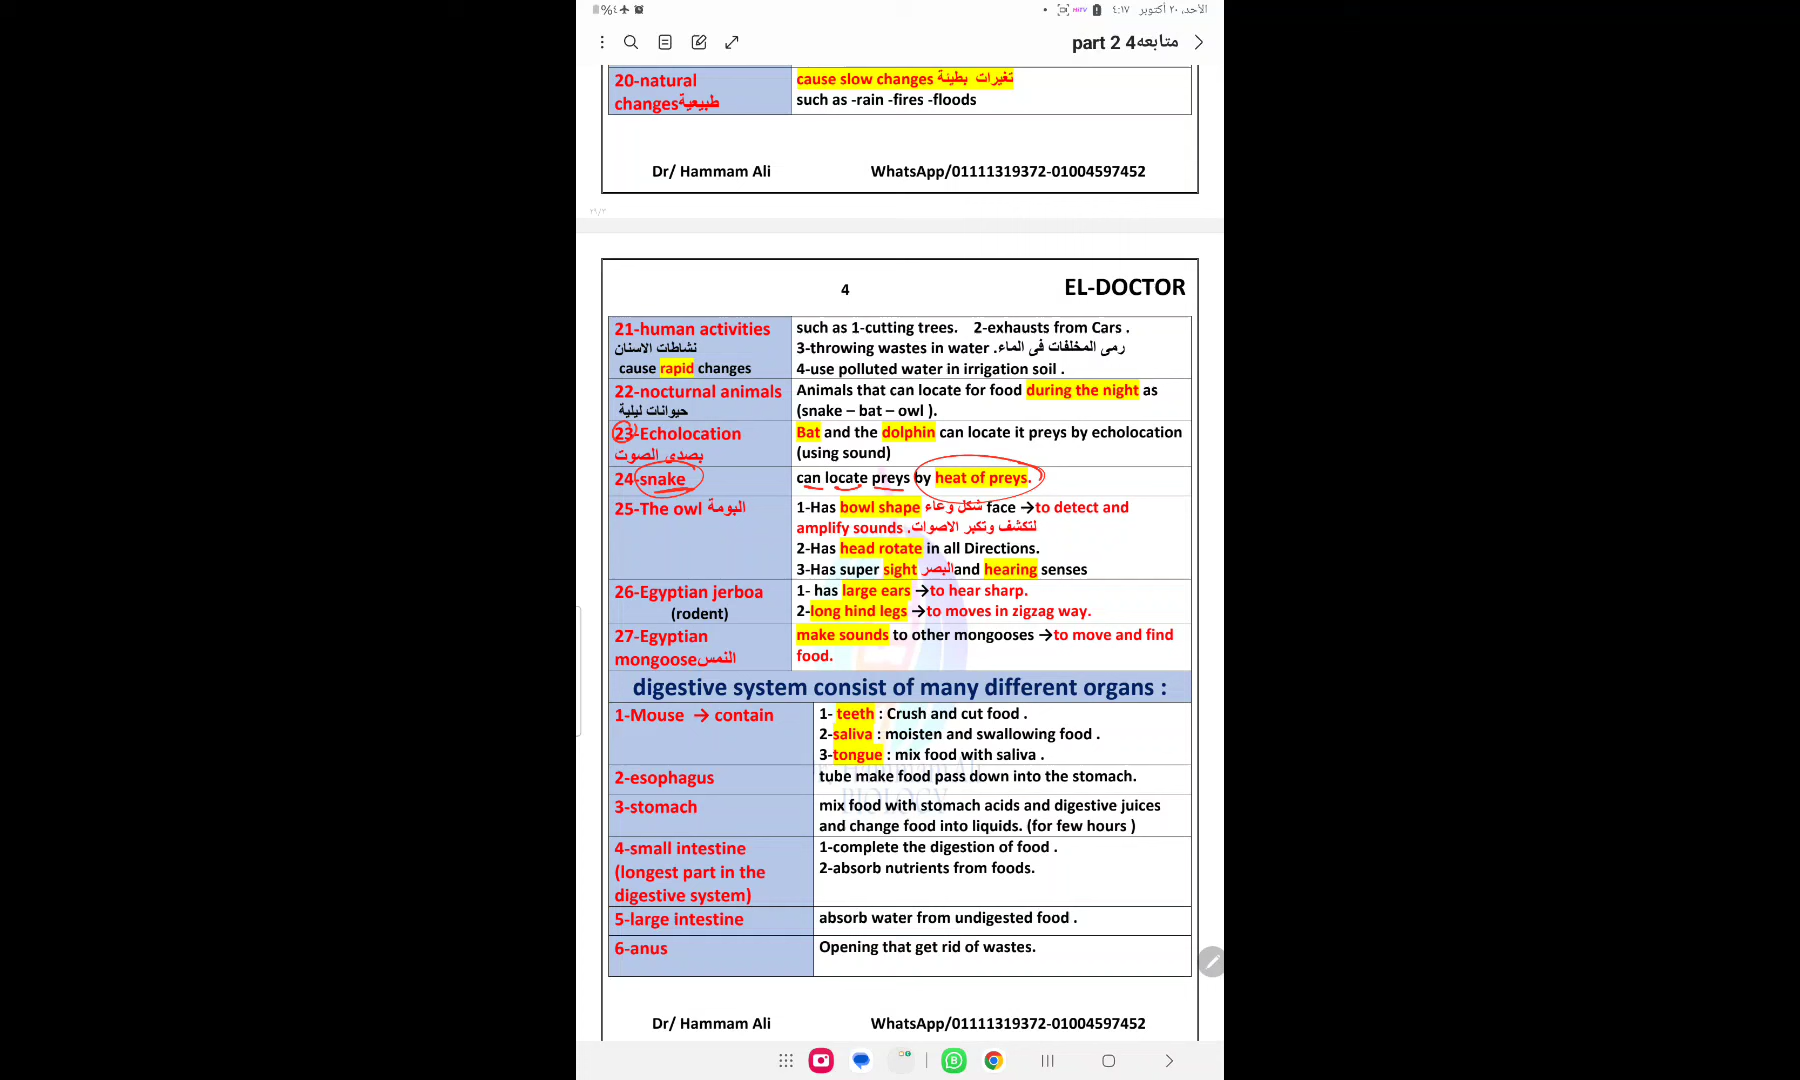 الأحد، ٢٠ أكتوبر ٤:١٧
%٤
متابعه4 part 2
20-natural changesطبيعية
cause slow changes تغيرات بطيئة
such as -rain -fires -floods
Dr/ Hammam Ali WhatsApp/01111319372-01004597452
٢٩/٣
4 EL-DOCTOR
21-human activities
نشاطات الاسنان
cause rapid changes
such as 1-cutting trees. 2-exhausts from Cars .
3-throwing wastes in water .رمى المخلفات فى الماء
4-use polluted water in irrigation soil .
22-nocturnal animals
حيوانات ليلية
Animals that can locate for food during the night as
(snake – bat – owl ).
23-Echolocation
بصدى الصوت
Bat and the dolphin can locate it preys by echolocation
(using sound)
24-snake
can locate preys by heat of preys.
25-The owl البومة
1-Has bowl shape شكل وعاء face →to detect and
amplify sounds .لتكشف وتكبر الاصوات
2-Has head rotate in all Directions.
3-Has super sight البصرand hearing senses
26-Egyptian jerboa
(rodent)
1- has large ears →to hear sharp.
2-long hind legs →to moves in zigzag way.
27-Egyptian
mongooseالنمس
make sounds to other mongooses →to move and find
food.
digestive system consist of many different organs :
1-Mouse → contain
1- teeth : Crush and cut food .
2-saliva : moisten and swallowing food .
3-tongue : mix food with saliva .
2-esophagus
tube make food pass down into the stomach.
3-stomach
mix food with stomach acids and digestive juices
and change food into liquids. (for few hours )
4-small intestine
(longest part in the
digestive system)
1-complete the digestion of food .
2-absorb nutrients from foods.
5-large intestine
absorb water from undigested food .
6-anus
Opening that get rid of wastes.
BIOLOGY
Dr/ Hammam Ali WhatsApp/01111319372-01004597452